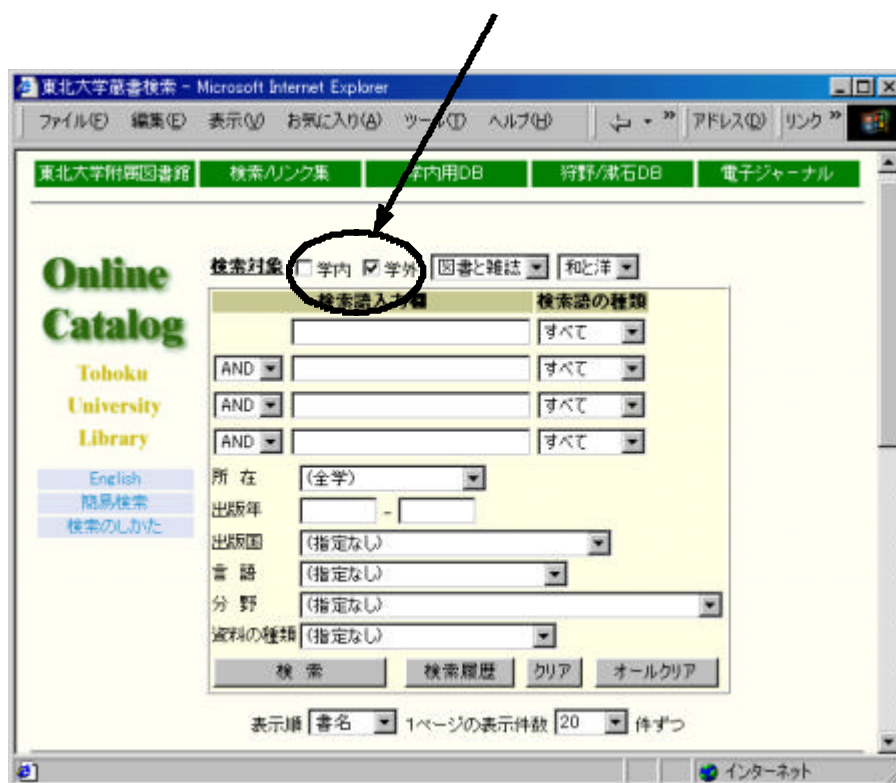 東北大学蔵書検索 - Microsoft Internet Explorer
ファイル(F) 編集(E) 表示(V) お気に入り(A) ツール(T) ヘルプ(H) » アドレス(D) リンク »
東北大学附属図書館 検索/リンク集 学内用DB 狩野/漱石DB 電子ジャーナル
Online
Catalog
Tohoku
University
Library
English
簡易検索
検索のしかた
検索対象 学内 学外 図書と雑誌 和と洋
検索語入力欄 検索語の種類
すべて
AND すべて
AND すべて
AND すべて
所 在 (全学)
出版年 -
出版国 (指定なし)
言 語 (指定なし)
分 野 (指定なし)
資料の種類 (指定なし)
検 索 検索履歴 クリア オールクリア
表示順 書名 1ページの表示件数 20 件ずつ
インターネット